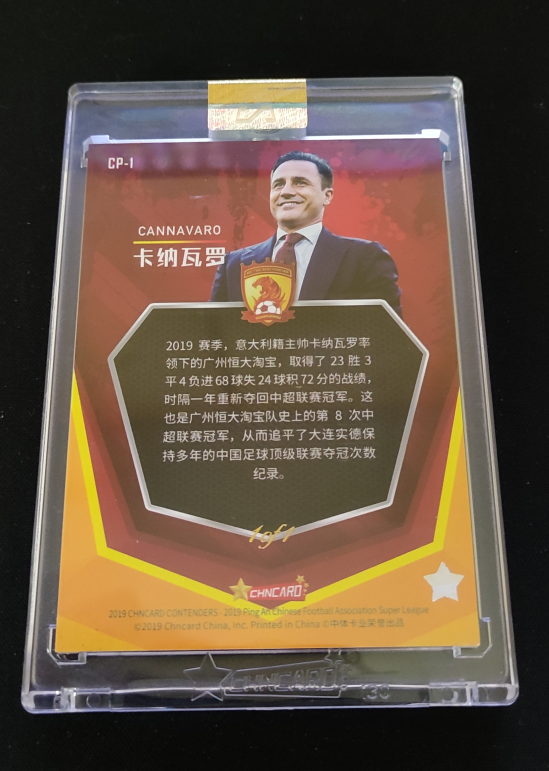 CP-1
CANNAVARO
卡纳瓦罗
2019 赛季，意大利籍主帅卡纳瓦罗率
领下的广州恒大淘宝，取得了 23 胜 3
平4负进68球失24球积72分的战绩，
时隔一年重新夺回中超联赛冠军。这
也是广州恒大淘宝队史上的第 8 次中
超联赛冠军，从而追平了大连实德保
持多年的中国足球顶级联赛夺冠次数
纪录。
1of1
CHNCARD
2019 CHNCARD CONTENDERS - 2019 Ping An Chinese Football Association Super League
©2019 Chncard China, Inc. Printed in China ©中体卡业荣誉出品
CHNCARD